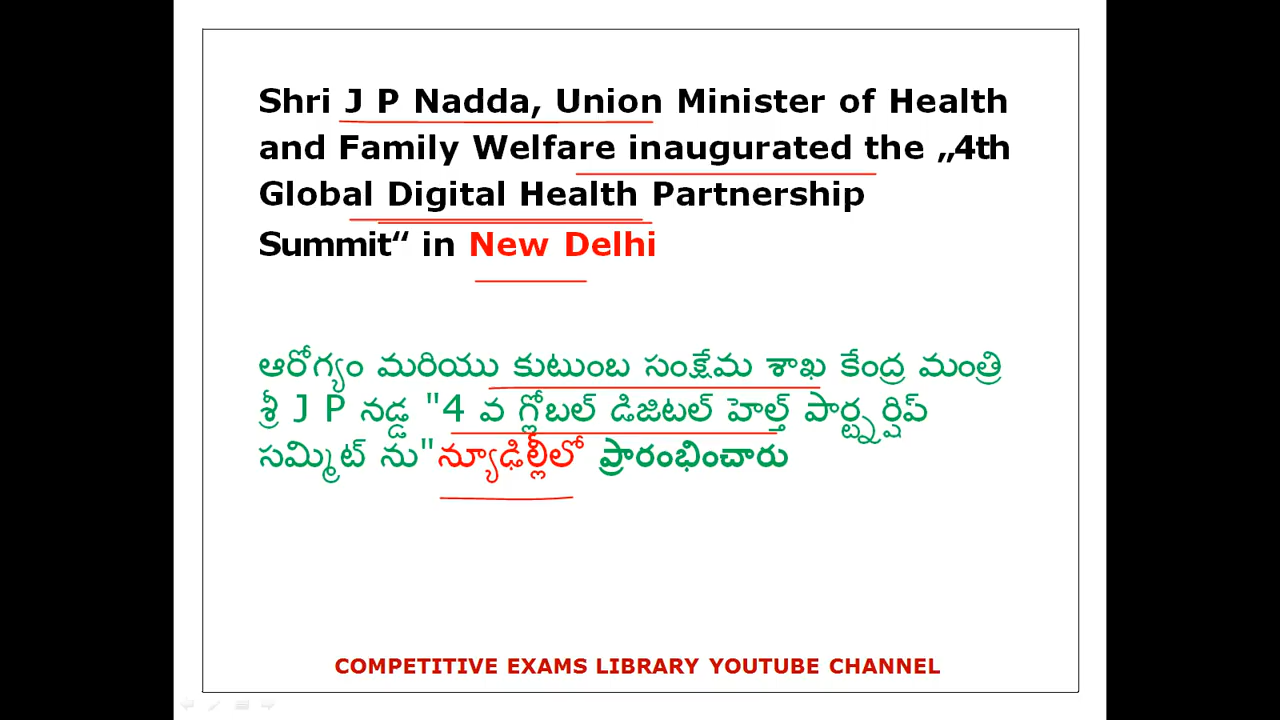 Shri J P Nadda, Union Minister of Health
and Family Welfare inaugurated the „4th
Global Digital Health Partnership
Summit“ in New Delhi
ఆరోగ్యం మరియు కుటుంబ సంక్షేమ శాఖ కేంద్ర మంత్రి
శ్రీ J P నడ్డ "4 వ గ్లోబల్ డిజిటల్ హెల్త్ పార్ట్నర్షిప్
సమ్మిట్ ను"న్యూఢిల్లీలో ప్రారంభించారు
COMPETITIVE EXAMS LIBRARY YOUTUBE CHANNEL